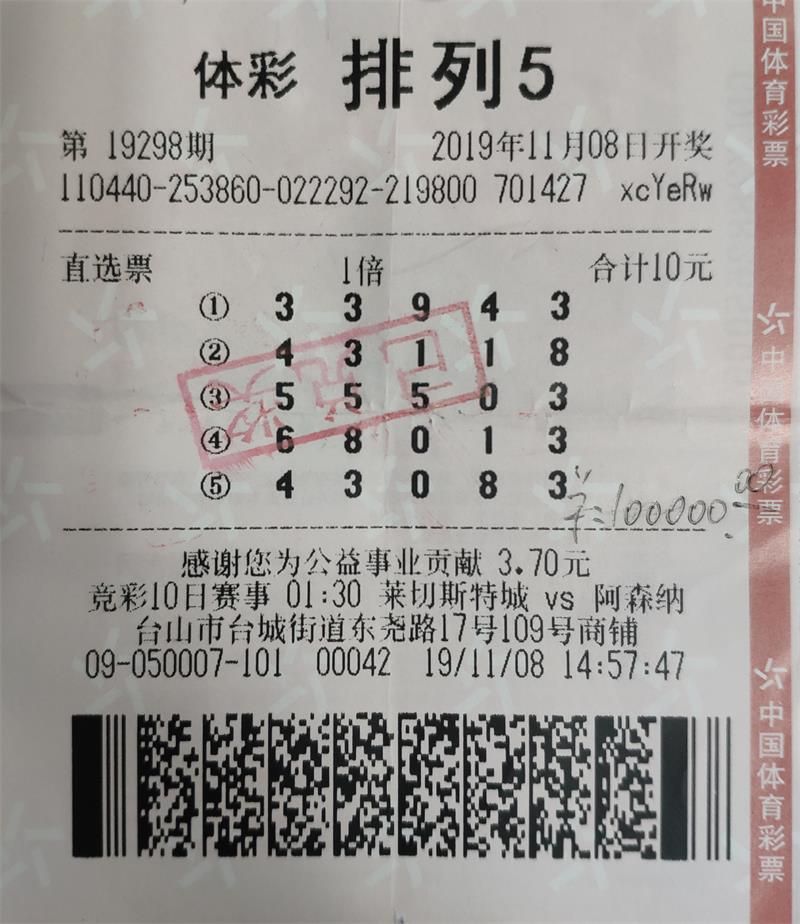 体彩 排列5
第 19298期 2019年11月08日开奖
110440-253860-022292-219800 701427 xcYeRw
直选票 1倍 合计10元
① 3 3 9 4 3
② 4 3 1 1 8
③ 5 5 5 0 3
④ 6 8 0 1 3
⑤ 4 3 0 8 3
已兑奖
¥:100000.00
感谢您为公益事业贡献 3.70元
竞彩10日赛事 01:30 莱切斯特城 vs 阿森纳
台山市台城街道东尧路17号109号商铺
09-050007-101 00042 19/11/08 14:57:47
中国体育彩票
中国体育彩票
中国体育彩票